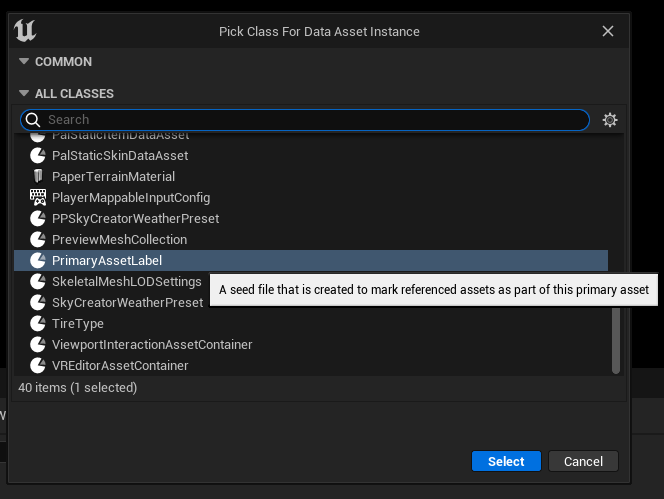 Pick Class For Data Asset Instance
COMMON
ALL CLASSES
Search
PalStaticItemDataAsset
PalStaticSkinDataAsset
PaperTerrainMaterial
PlayerMappableInputConfig
PPSkyCreatorWeatherPreset
PreviewMeshCollection
PrimaryAssetLabel
SkeletalMeshLODSettings
A seed file that is created to mark referenced assets as part of this primary asset
SkyCreatorWeatherPreset
TireType
ViewportInteractionAssetContainer
VREditorAssetContainer
40 items (1 selected)
Select Cancel